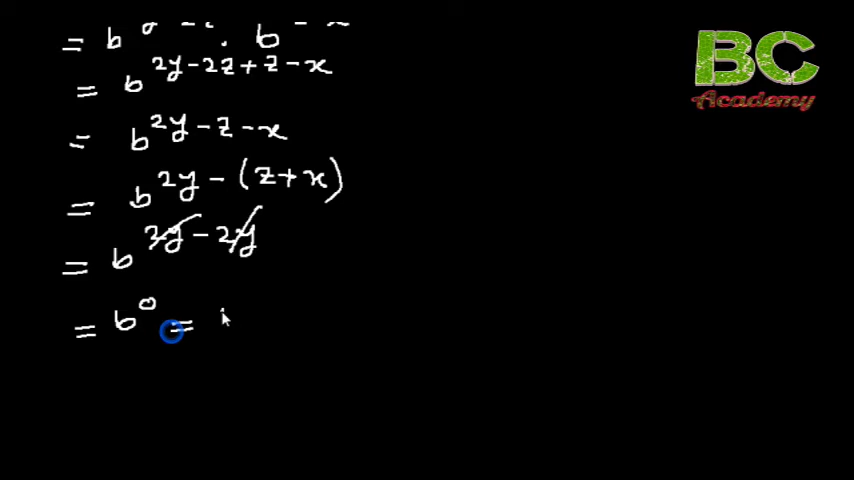 = b . b
= b^2y-2z+z-x
= b^2y-z-x
= b^2y-(z+x)
= b^2y-2y
= b^0 =
BC
Academy